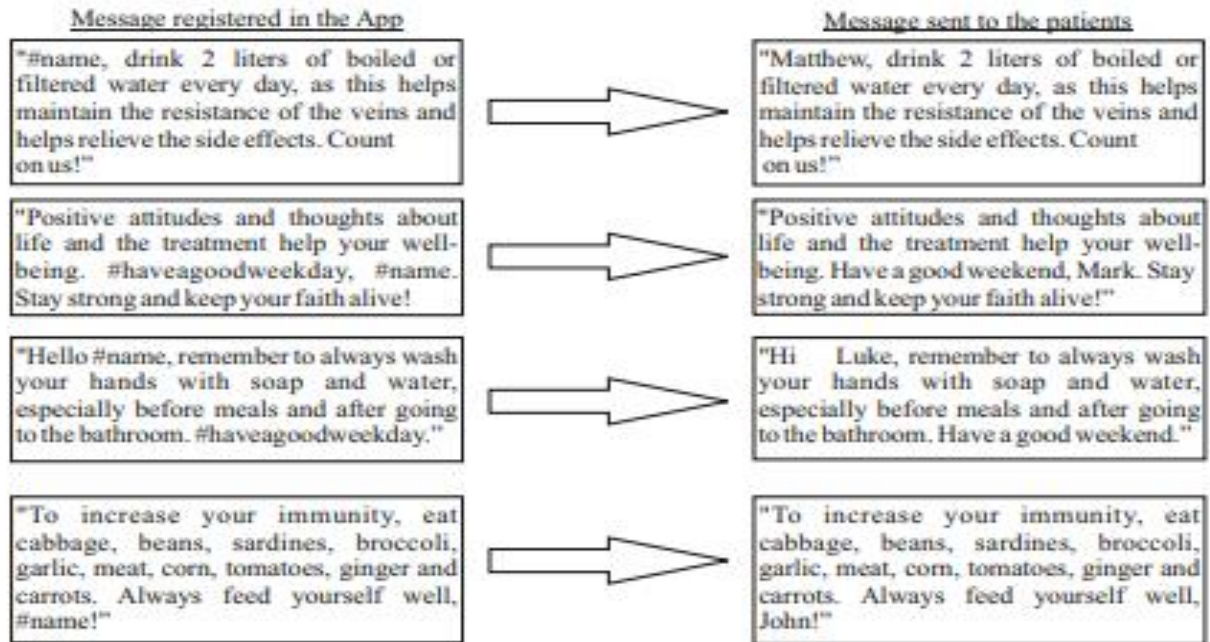 Message registered in the App
Message sent to the patients
"#name, drink 2 liters of boiled or
filtered water every day, as this helps
maintain the resistance of the veins and
helps relieve the side effects. Count
on us!"
"Matthew, drink 2 liters of boiled or
filtered water every day, as this helps
maintain the resistance of the veins and
helps relieve the side effects. Count
on us!"
"Positive attitudes and thoughts about
life and the treatment help your well-
being. #haveagoodweekday, #name.
Stay strong and keep your faith alive!
"Positive attitudes and thoughts about
life and the treatment help your well-
being. Have a good weekend, Mark. Stay
strong and keep your faith alive!"
"Hello #name, remember to always wash
your hands with soap and water,
especially before meals and after going
to the bathroom. #haveagoodweekday."
"Hi Luke, remember to always wash
your hands with soap and water,
especially before meals and after going
to the bathroom. Have a good weekend."
"To increase your immunity, eat
cabbage, beans, sardines, broccoli,
garlic, meat, corn, tomatoes, ginger and
carrots. Always feed yourself well,
#name!"
"To increase your immunity, eat
cabbage, beans, sardines, broccoli,
garlic, meat, corn, tomatoes, ginger and
carrots. Always feed yourself well,
John!"